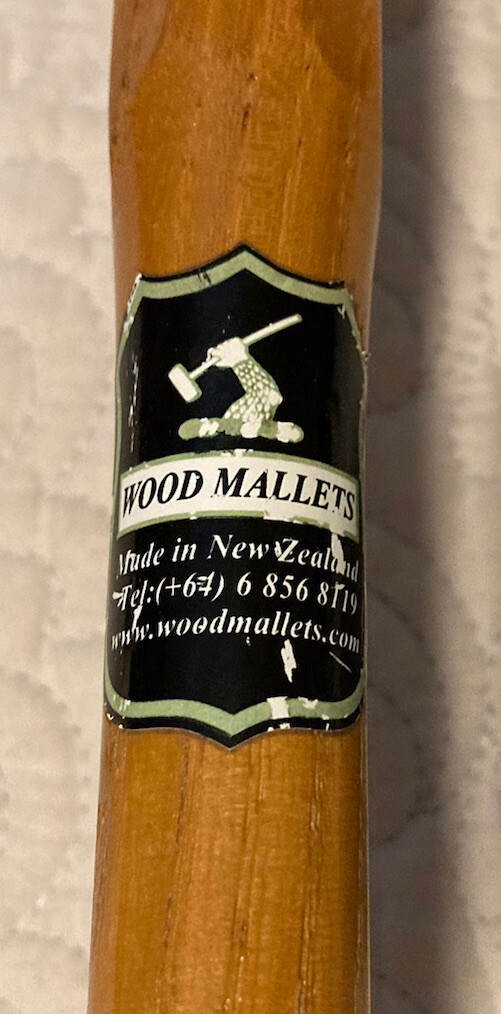 WOOD MALLETS
Made in New Zealand
Tel:(+64) 6 856 8119
www.woodmallets.com